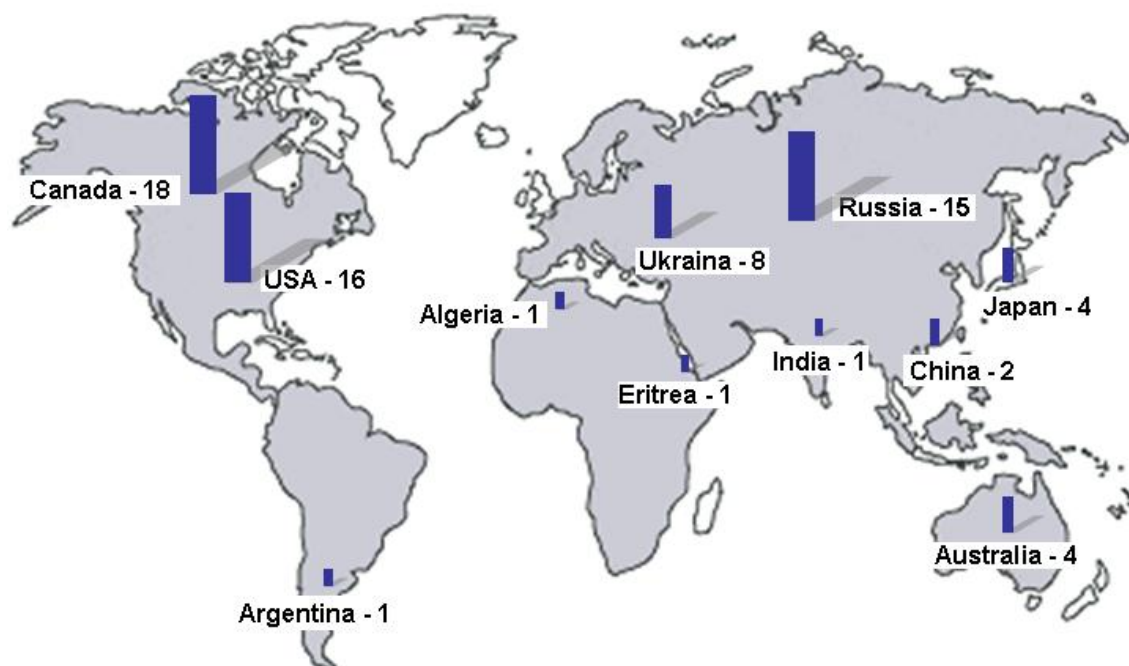 Canada - 18
Russia - 15
Ukraina - 8
USA - 16
Algeria - 1
Japan - 4
India - 1
China - 2
Eritrea - 1
Australia - 4
Argentina - 1